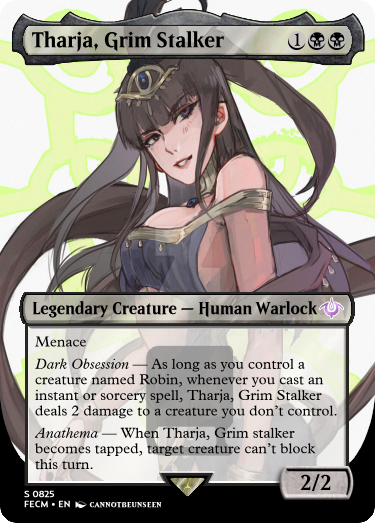 Tharja, Grim Stalker 1
Legendary Creature — Human Warlock
Menace
Dark Obsession — As long as you control a
creature named Robin, whenever you cast an
instant or sorcery spell, Tharja, Grim Stalker
deals 2 damage to a creature you don't control.
Anathema — When Tharja, Grim stalker
becomes tapped, target creature can't block
this turn.
2/2
S 0825
FECM • EN CANNOTBEUNSEEN